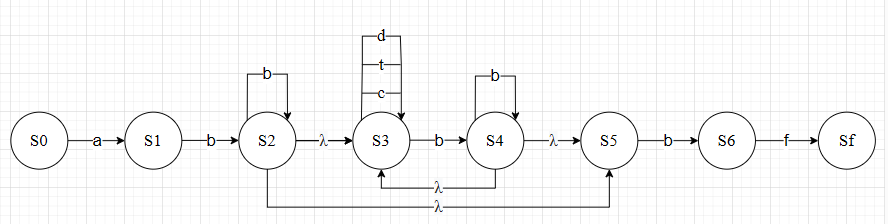 d
t
b
c
b
S0 a S1 b S2 λ S3 b S4 λ S5 b S6 f Sf
λ
λ